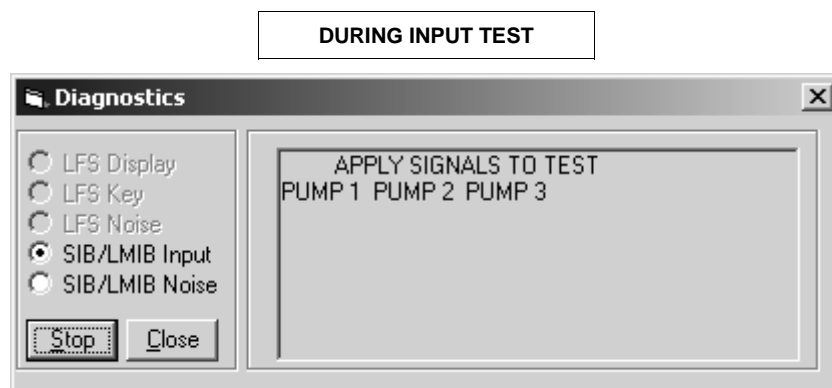 DURING INPUT TEST
Diagnostics
LFS Display
LFS Key
LFS Noise
SIB/LMIB Input
SIB/LMIB Noise
Stop Close
APPLY SIGNALS TO TEST
PUMP 1 PUMP 2 PUMP 3